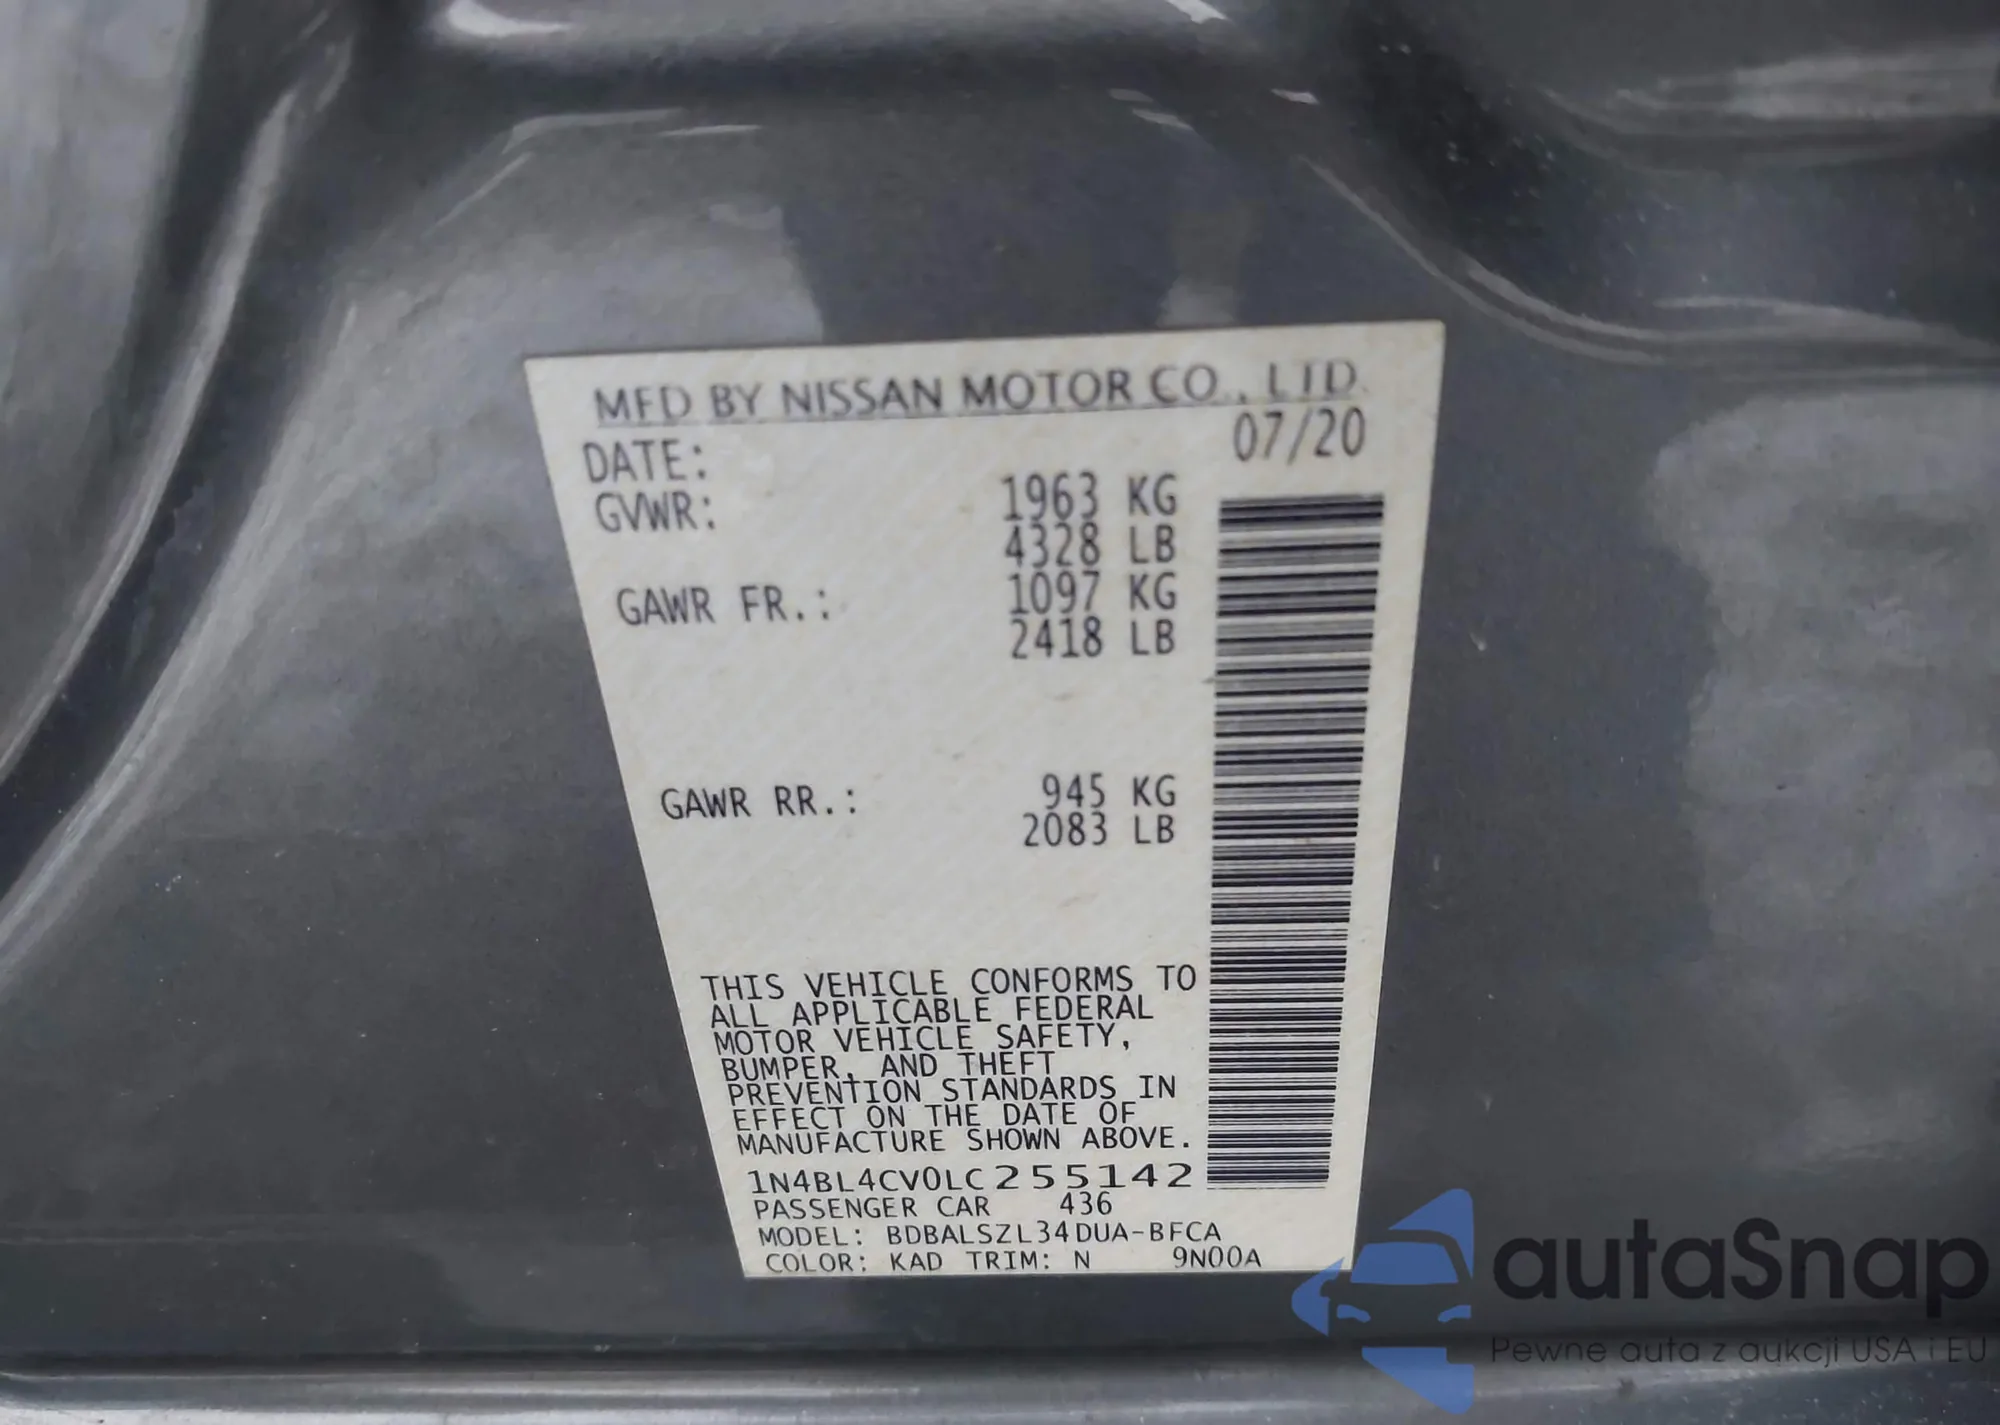 MFD BY NISSAN MOTOR CO., LTD.
DATE: 07/20
GVWR: 1963 KG
4328 LB
GAWR FR.: 1097 KG
2418 LB
GAWR RR.: 945 KG
2083 LB
THIS VEHICLE CONFORMS TO
ALL APPLICABLE FEDERAL
MOTOR VEHICLE SAFETY,
BUMPER, AND THEFT
PREVENTION STANDARDS IN
EFFECT ON THE DATE OF
MANUFACTURE SHOWN ABOVE.
1N4BL4CV0LC255142
PASSENGER CAR 436
MODEL: BDBALSZL34DUA-BFCA
COLOR: KAD TRIM: N 9N00A
autaSnap
Pewne auta z aukcji USA i EU